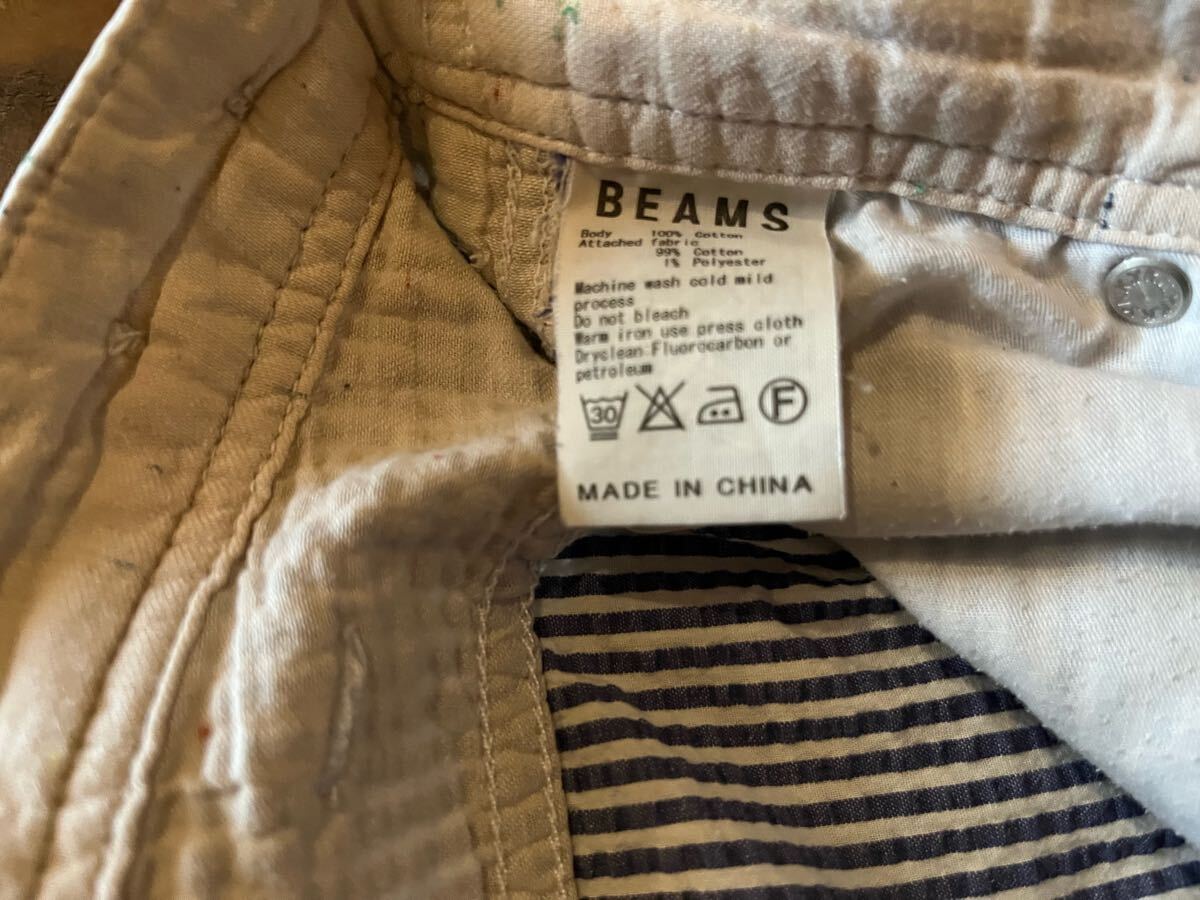 BEAMS
Body 100% Cotton
Attached fabric
99% Cotton
1% Polyester
Machine wash cold mild
process
Do not bleach
Warm iron use press cloth
Dryclean:Fluorocarbon or
petroleum
30 F
MADE IN CHINA